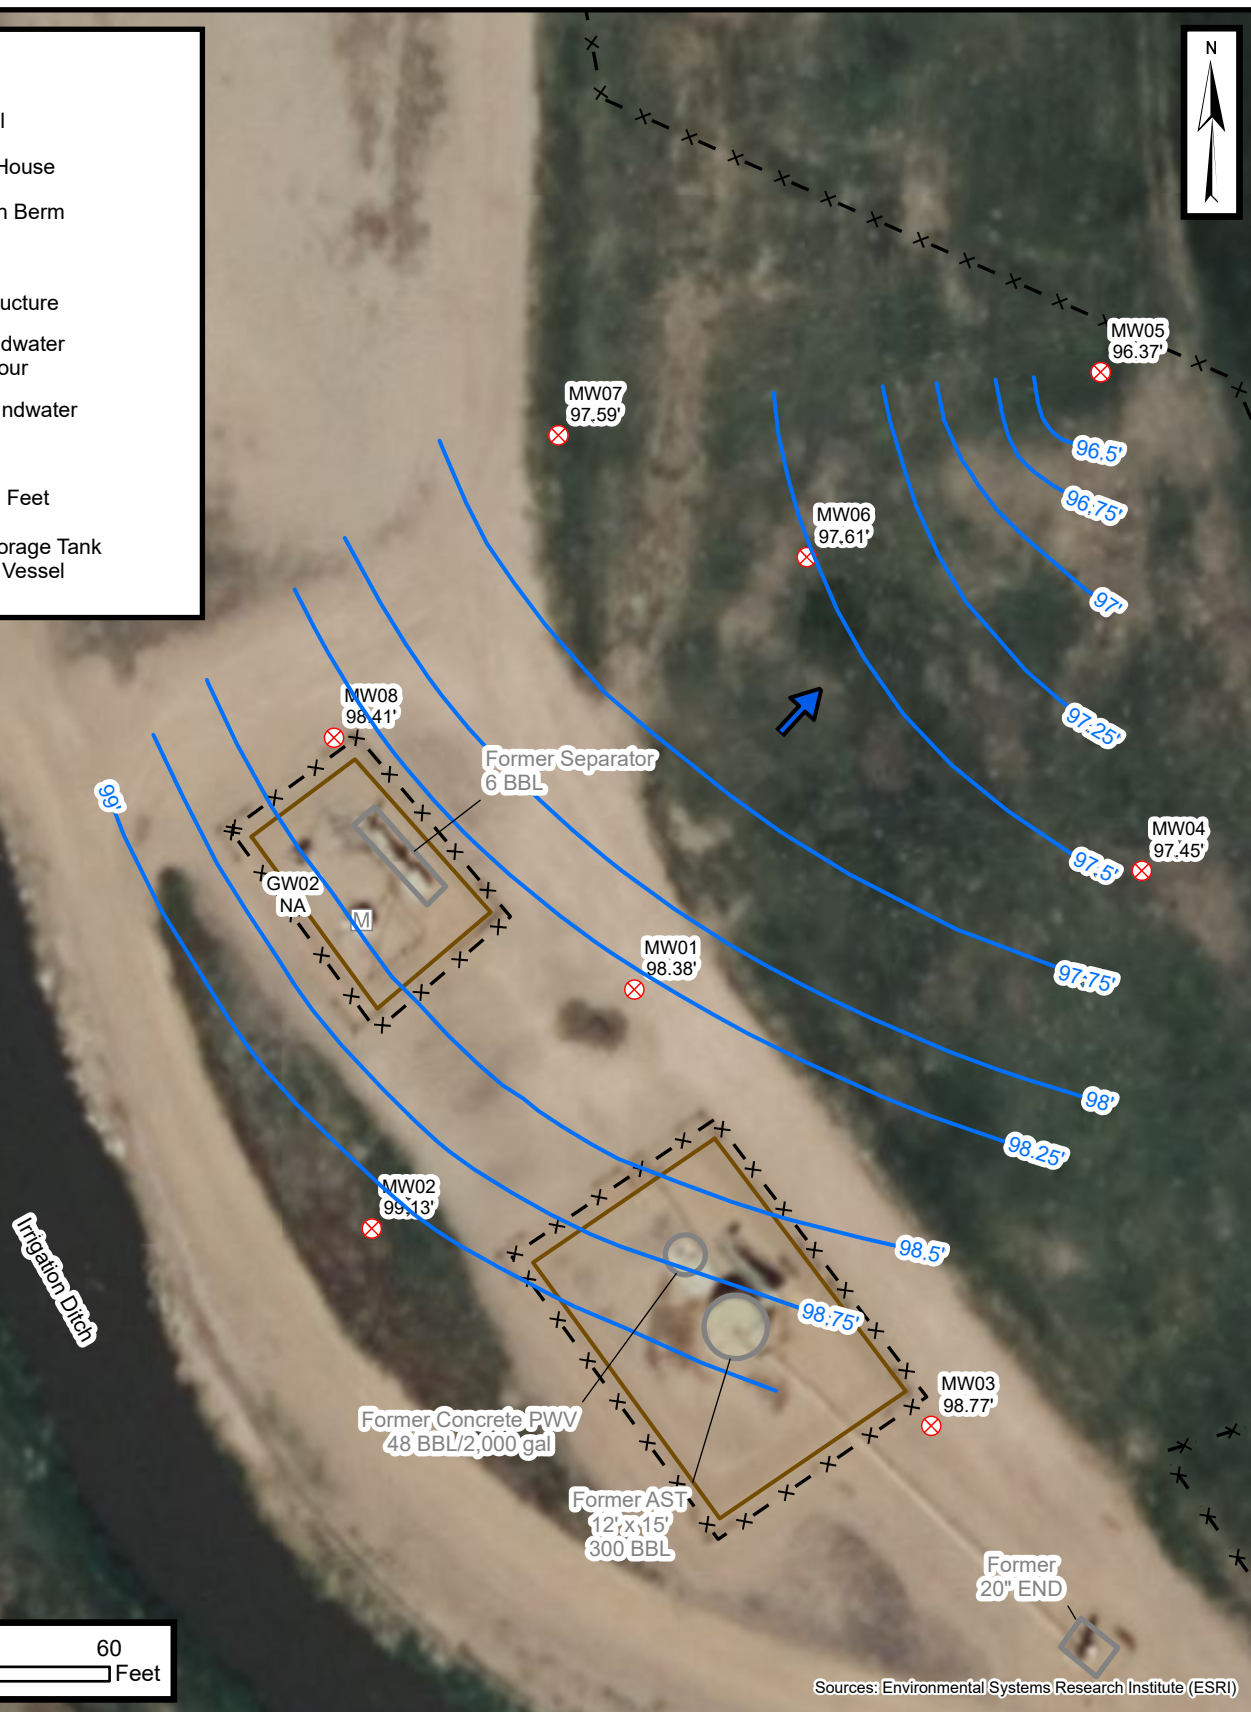 N
l
House
n Berm
ucture
dwater
our
ndwater
Feet
orage Tank
Vessel
MW05
96.37'
MW07
97.59'
96.5'
96.75'
MW06
97.61'
97'
MW08
98.41'
97.25'
Former Separator
6 BBL
99'
MW04
97.45'
97.5'
GW02
NA
M
MW01
98.38'
97.75'
98'
98.25'
MW02
99.13'
98.5'
Irrigation Ditch
98.75'
MW03
98.77'
Former Concrete PWV
48 BBL/2,000 gal
Former AST
12' x 15'
300 BBL
Former
20" END
60
Feet
Sources: Environmental Systems Research Institute (ESRI)